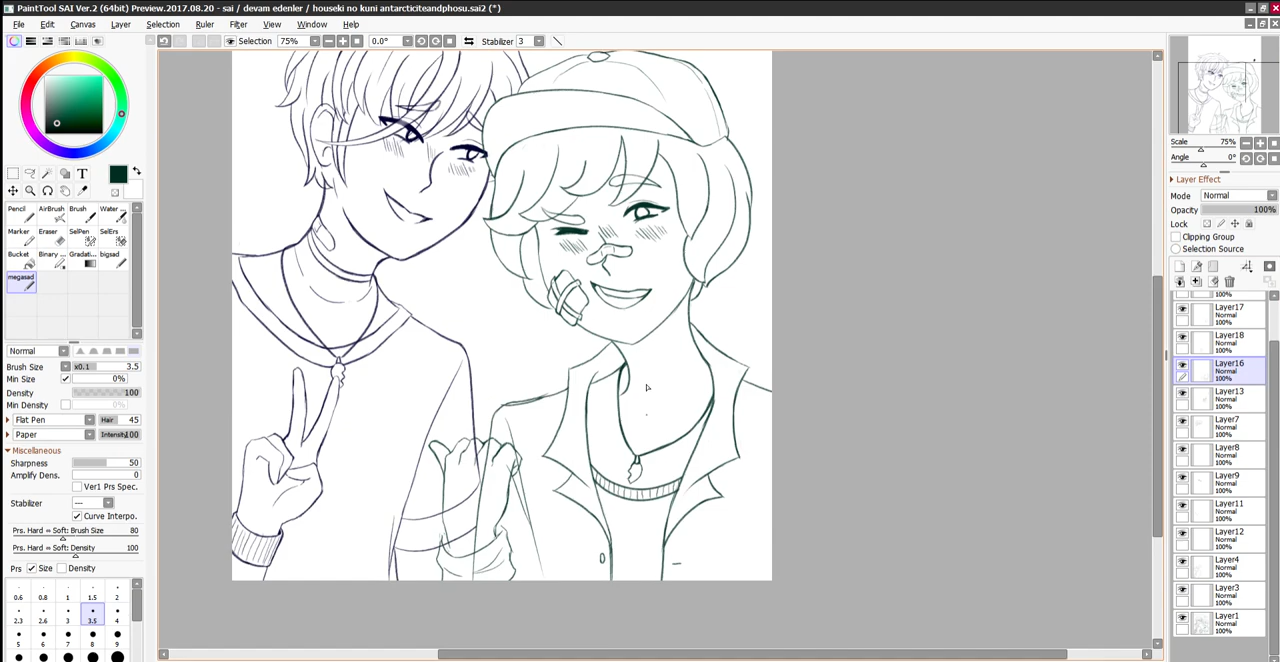 PaintTool SAI Ver.2 (64bit) Preview.2017.08.20 - sai / devam edenler / houseki no kuni antarcticiteandphosu.sai2 (*)
File Edit Canvas Layer Selection Ruler Filter View Window Help
Selection 75% 0.0° Stabilizer 3
T
Pencil AirBrush Brush Water ...
Marker Eraser SelPen SelErs
Bucket Binary ... Gradati... bigsad
megasad
Normal
Brush Size x0.1 3.5
Min Size 0%
Density 100
Min Density 0%
Flat Pen Hair 45
Paper Intensity 100
Miscellaneous
Sharpness 50
Amplify Dens. 0
Ver1 Prs Spec.
Stabilizer ---
Curve Interpo.
Prs. Hard ⇔ Soft: Brush Size 80
Prs. Hard ⇔ Soft: Density 100
Prs Size Density
0.6 0.8 1 1.5 2
2.3 2.6 3 3.5 4
5 6 7 8 9
Scale 75%
Angle 0°
Layer Effect
Mode Normal
Opacity 100%
Lock
Clipping Group
Selection Source
100%
Layer17
Normal
100%
Layer18
Normal
100%
Layer16
Normal
100%
Layer13
Normal
100%
Layer7
Normal
100%
Layer8
Normal
100%
Layer9
Normal
100%
Layer11
Normal
100%
Layer12
Normal
100%
Layer4
Normal
100%
Layer3
Normal
100%
Layer1
Normal
100%